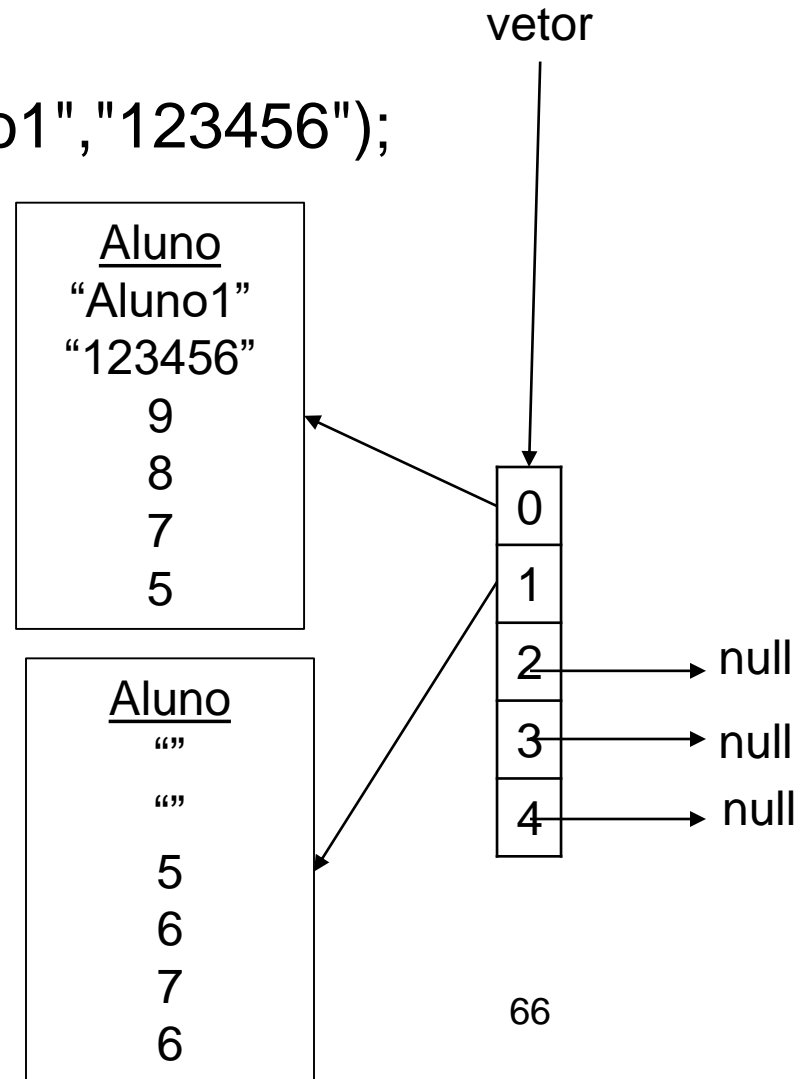 vetor
o1","123456");
Aluno
“Aluno1”
“123456”
9
8
7
5
0
1
2
null
3
null
4
null
Aluno
“”
“”
5
6
7
6
66